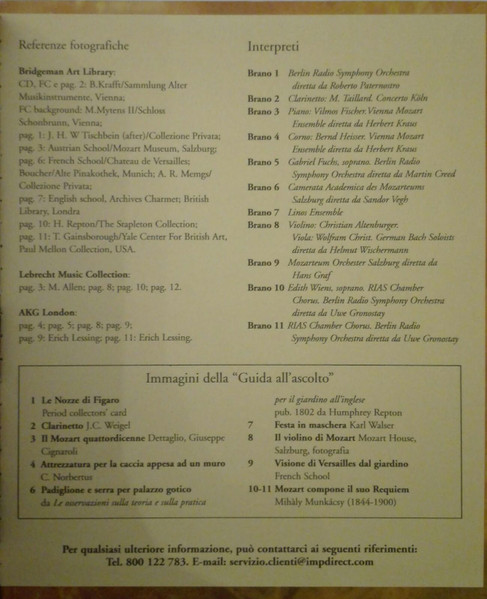 Referenze fotografiche
Bridgeman Art Library:
CD, FC e pag. 2: B.Krafft/Sammlung Alter
Musikinstrumente, Vienna;
FC background: M.Mytens II/Schloss
Schonbrunn, Vienna;
pag. 1: J. H. W Tischbein (after)/Collezione Privata;
pag. 3: Austrian School/Mozart Museum, Salzburg;
pag. 6: French School/Chateau de Versailles;
Boucher/Alte Pinakothek, Munich; A. R. Mengs/
Collezione Privata;
pag. 7: English school, Archives Charmet; British
Library, Londra
pag. 10: H. Repton/The Stapleton Collection;
pag. 11: T. Gainsborough/Yale Center For British Art,
Paul Mellon Collection, USA.
Lebrecht Music Collection:
pag. 3; M. Allen; pag. 8; pag. 10; pag. 12.
AKG London:
pag. 4; pag. 5; pag. 8; pag. 9;
pag. 9: Erich Lessing; pag. 11: Erich Lessing.
Interpreti
Brano 1 Berlin Radio Symphony Orchestra
diretta da Roberto Paternostro
Brano 2 Clarinetto: M. Taillard. Concerto Köln
Brano 3 Piano: Vilmos Fischer.Vienna Mozart
Ensemble diretta da Herbert Kraus
Brano 4 Corno: Bernd Heisser. Vienna Mozart
Ensemble diretta da Herbert Kraus
Brano 5 Gabriel Fuchs, soprano. Berlin Radio
Symphony Orchestra diretta da Martin Creed
Brano 6 Camerata Academica des Mozarteums
Salzburg diretta da Sandor Vegh
Brano 7 Linos Ensemble
Brano 8 Violino: Christian Altenburger.
Viola: Wolfram Christ. German Bach Soloists
diretta da Helmut Wischermann
Brano 9 Mozarteum Orchester Salzburg diretta da
Hans Graf
Brano 10 Edith Wiens, soprano. RIAS Chamber
Chorus. Berlin Radio Symphony Orchestra
diretta da Uwe Gronostay
Brano 11 RIAS Chamber Chorus. Berlin Radio
Symphony Orchestra diretta da Uwe Gronostay
Immagini della “Guida all’ascolto”
1 Le Nozze di Figaro
Period collectors' card
2 Clarinetto J.C. Weigel
3 Il Mozart quattordicenne Dettaglio, Giuseppe
Cignaroli
4 Attrezzatura per la caccia appesa ad un muro
C. Norbertus
6 Padiglione e serra per palazzo gotico
da Le osservazioni sulla teoria e sulla pratica
per il giardino all'inglese
pub. 1802 da Humphrey Repton
7 Festa in maschera Karl Walser
8 Il violino di Mozart Mozart House,
Salzburg, fotografia
9 Visione di Versailles dal giardino
French School
10-11 Mozart compone il suo Requiem
Mihàly Munkácsy (1844-1900)
Per qualsiasi ulteriore informazione, può contattarci ai seguenti riferimenti:
Tel. 800 122 783. E-mail: servizio.clienti@impdirect.com